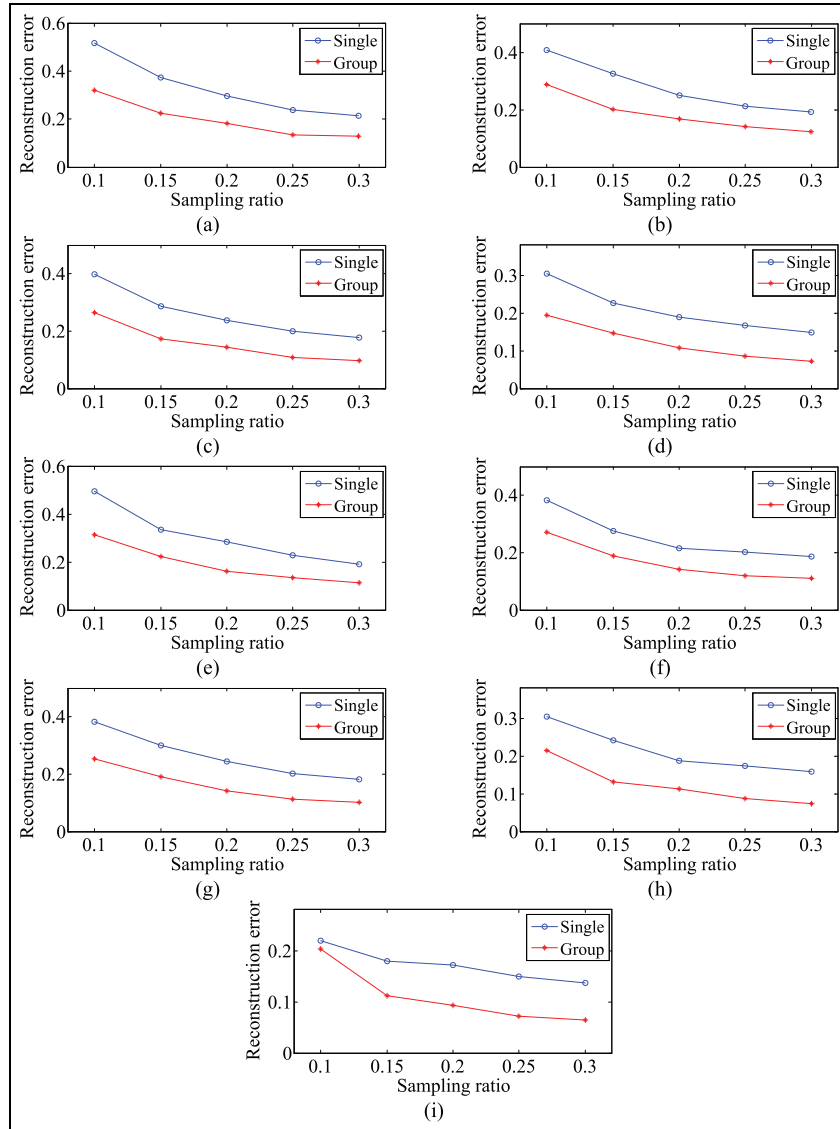 Reconstruction error
0.6
0.4
0.2
0
Single
Group
0.1 0.15 0.2 0.25 0.3
Sampling ratio
(a)
Reconstruction error
0.4
0.2
0
Single
Group
0.1 0.15 0.2 0.25 0.3
Sampling ratio
(b)
Reconstruction error
0.4
0.2
0
Single
Group
0.1 0.15 0.2 0.25 0.3
Sampling ratio
(c)
Reconstruction error
0.3
0.2
0.1
0
Single
Group
0.1 0.15 0.2 0.25 0.3
Sampling ratio
(d)
Reconstruction error
0.6
0.4
0.2
0
Single
Group
0.1 0.15 0.2 0.25 0.3
Sampling ratio
(e)
Reconstruction error
0.4
0.2
0
Single
Group
0.1 0.15 0.2 0.25 0.3
Sampling ratio
(f)
Reconstruction error
0.4
0.2
0
Single
Group
0.1 0.15 0.2 0.25 0.3
Sampling ratio
(g)
Reconstruction error
0.3
0.2
0.1
0
Single
Group
0.1 0.15 0.2 0.25 0.3
Sampling ratio
(h)
Reconstruction error
0.2
0.1
0
Single
Group
0.1 0.15 0.2 0.25 0.3
Sampling ratio
(i)